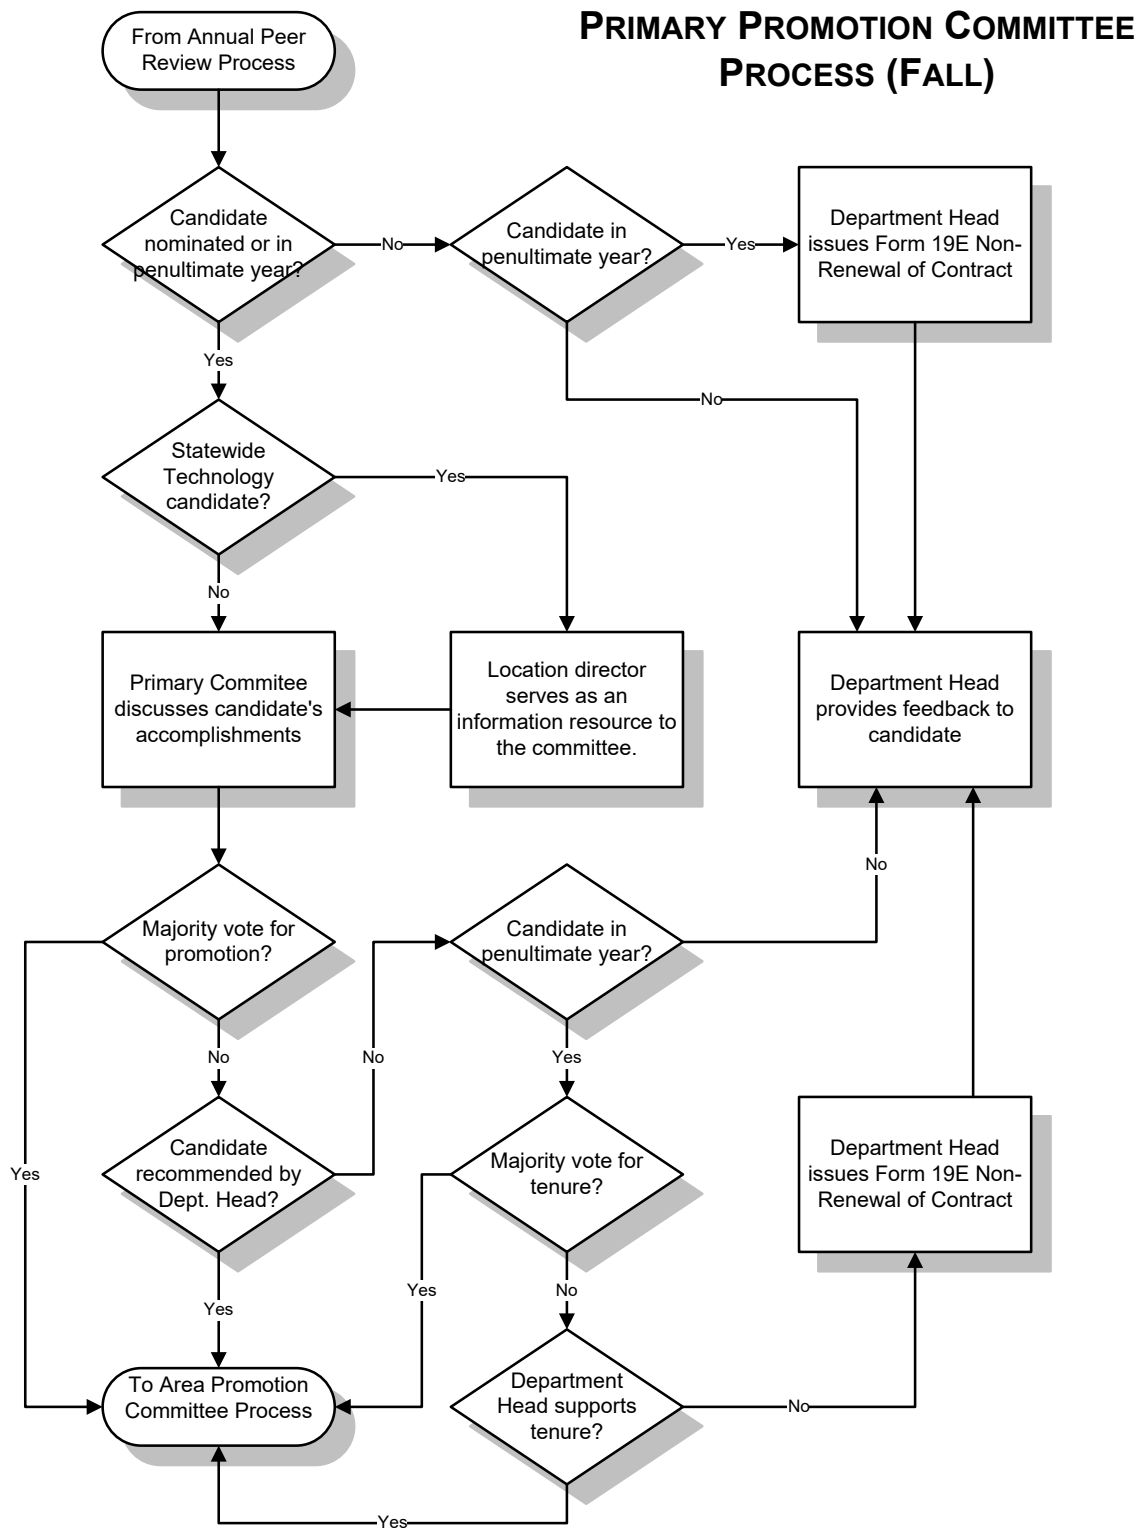 PRIMARY PROMOTION COMMITTEE
PROCESS (FALL)
From Annual Peer
Review Process
Candidate
nominated or in
penultimate year?
No
Candidate in
penultimate year?
Yes
Department Head
issues Form 19E Non-
Renewal of Contract
Yes
No
Statewide
Technology
candidate?
Yes
No
Primary Commitee
discusses candidate's
accomplishments
Location director
serves as an
information resource to
the committee.
Department Head
provides feedback to
candidate
No
Majority vote for
promotion?
Candidate in
penultimate year?
No
No
Yes
Yes
Candidate
recommended by
Dept. Head?
Majority vote for
tenure?
Department Head
issues Form 19E Non-
Renewal of Contract
Yes
Yes
No
To Area Promotion
Committee Process
Department
Head supports
tenure?
No
Yes